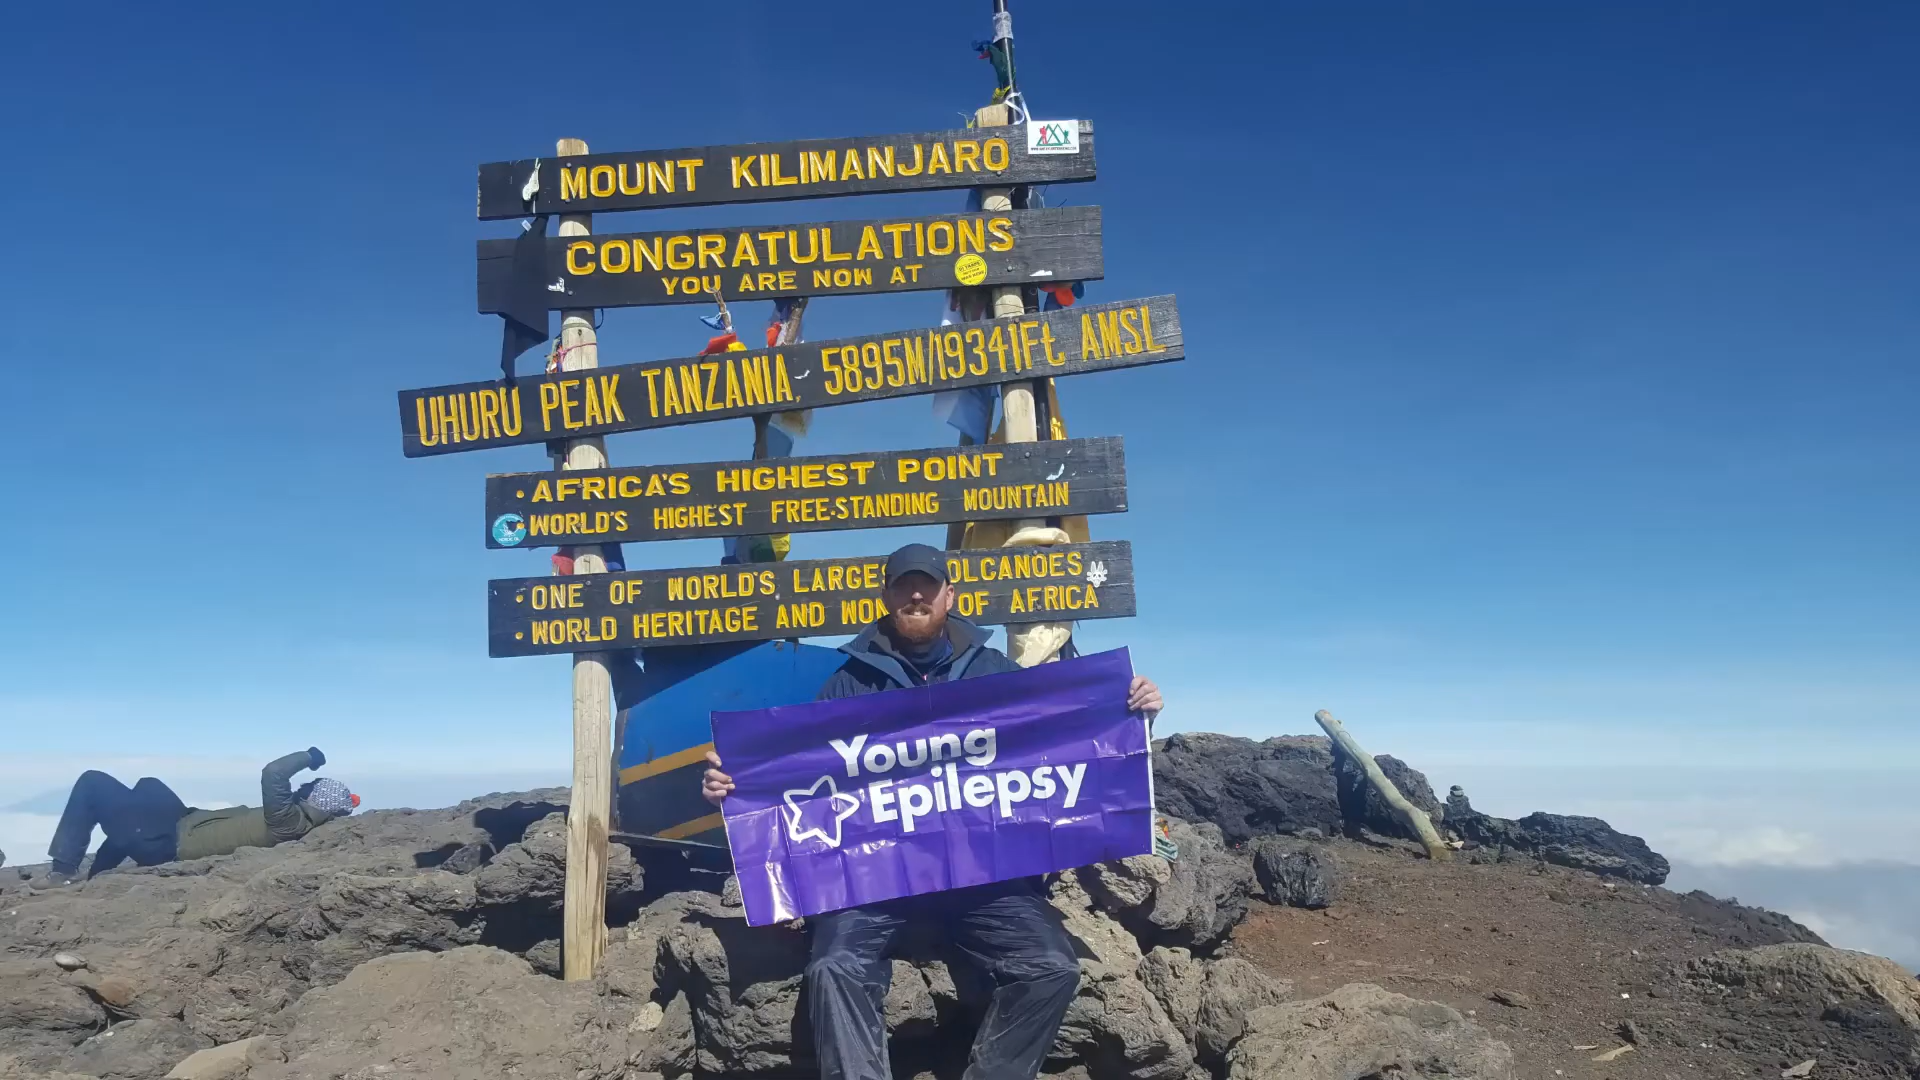 MOUNT KILIMANJARO
CONGRATULATIONS
YOU ARE NOW AT
UHURU PEAK TANZANIA, 5895M/19341Ft AMSL
• AFRICA'S HIGHEST POINT
• WORLD'S HIGHEST FREE-STANDING MOUNTAIN
• ONE OF WORLD'S LARGES OLCANOES
• WORLD HERITAGE AND WON OF AFRICA
Young
Epilepsy